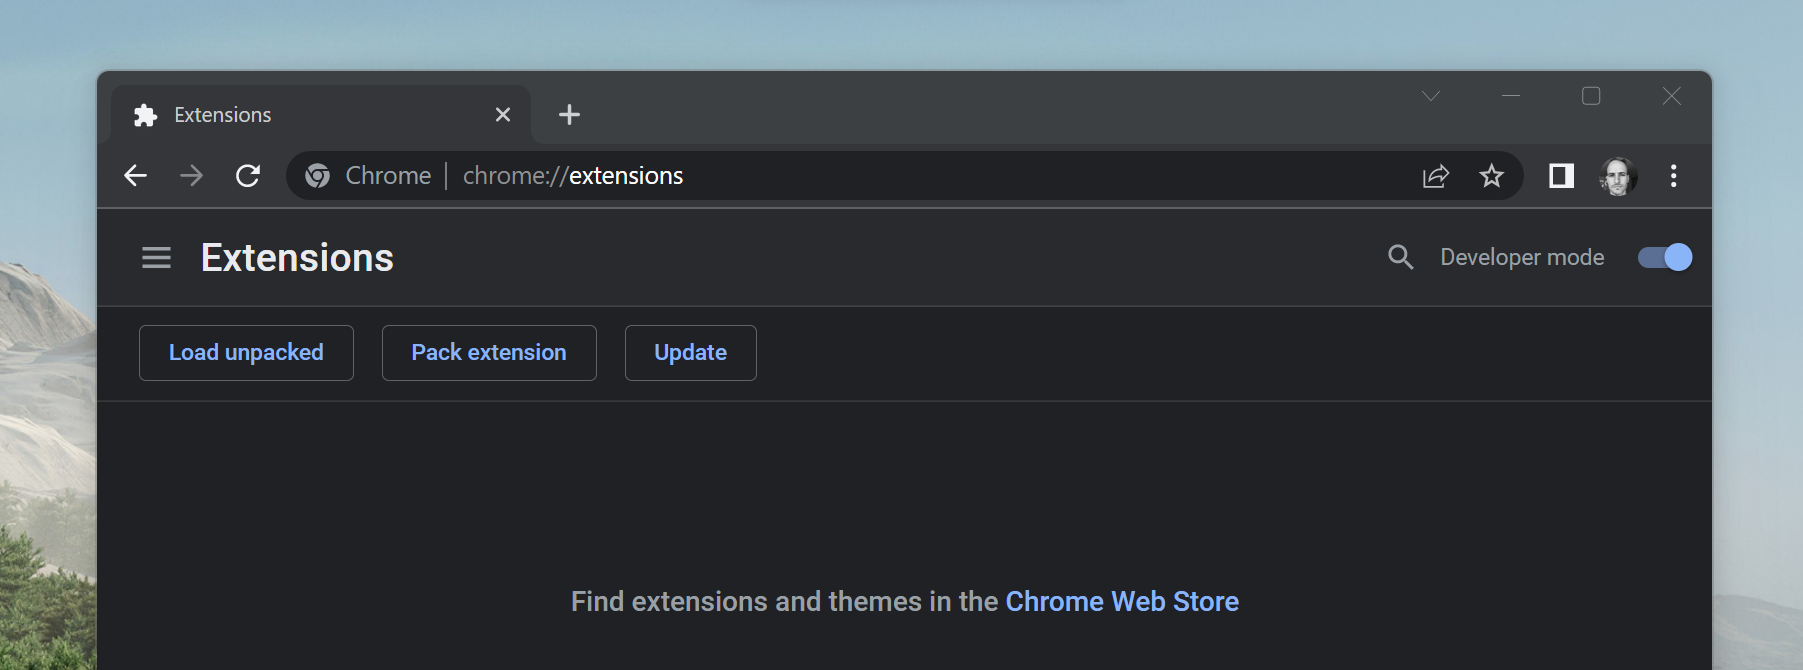 Extensions
Chrome | chrome://extensions
Extensions
Developer mode
Load unpacked
Pack extension
Update
Find extensions and themes in the Chrome Web Store